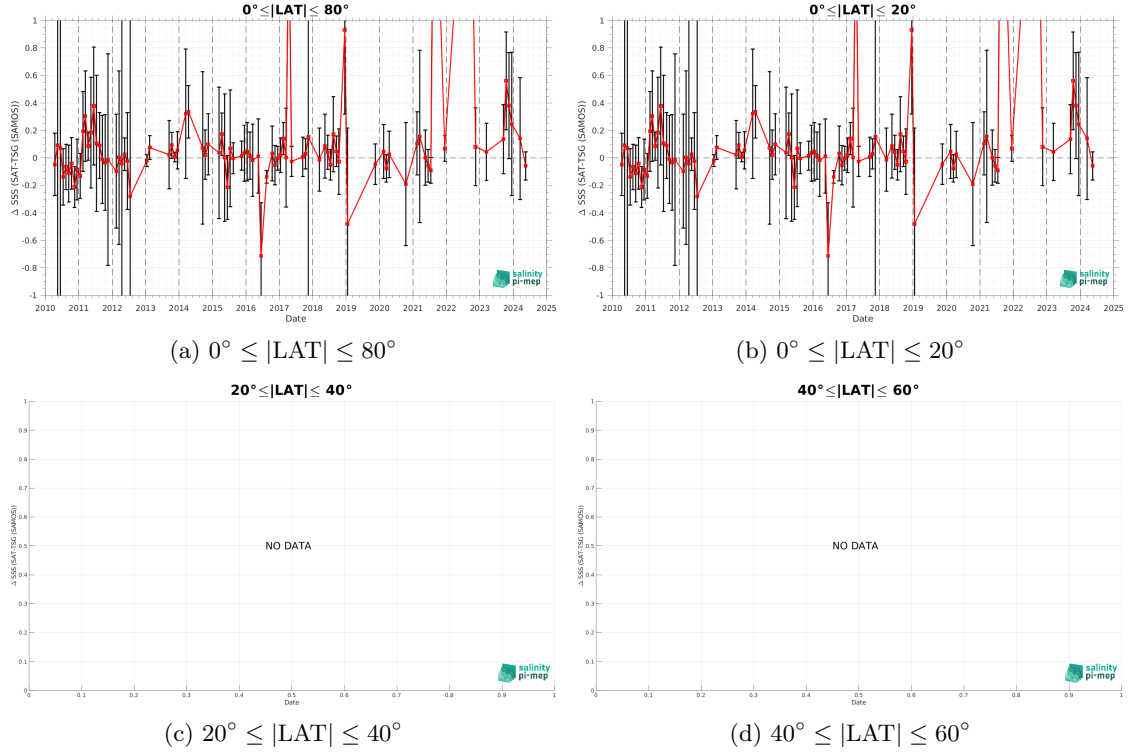 0°≤|LAT|≤ 80°
Δ SSS (SAT-TSG (SAMOS))
1
0.8
0.6
0.4
0.2
0
-0.2
-0.4
-0.6
-0.8
-1
2010 2011 2012 2013 2014 2015 2016 2017 2018 2019 2020 2021 2022 2023 2024 2025
Date
salinity
pi-mep
(a) 0° ≤ |LAT| ≤ 80°
0°≤|LAT|≤ 20°
Δ SSS (SAT-TSG (SAMOS))
1
0.8
0.6
0.4
0.2
0
-0.2
-0.4
-0.6
-0.8
-1
2010 2011 2012 2013 2014 2015 2016 2017 2018 2019 2020 2021 2022 2023 2024 2025
Date
salinity
pi-mep
(b) 0° ≤ |LAT| ≤ 20°
20°≤|LAT|≤ 40°
Δ SSS (SAT-TSG (SAMOS))
1
0.9
0.8
0.7
0.6
0.5
0.4
0.3
0.2
0.1
0
NO DATA
0 0.1 0.2 0.3 0.4 0.5 0.6 0.7 0.8 0.9 1
Date
salinity
pi-mep
(c) 20° ≤ |LAT| ≤ 40°
40°≤|LAT|≤ 60°
Δ SSS (SAT-TSG (SAMOS))
1
0.9
0.8
0.7
0.6
0.5
0.4
0.3
0.2
0.1
0
NO DATA
0 0.1 0.2 0.3 0.4 0.5 0.6 0.7 0.8 0.9 1
Date
salinity
pi-mep
(d) 40° ≤ |LAT| ≤ 60°